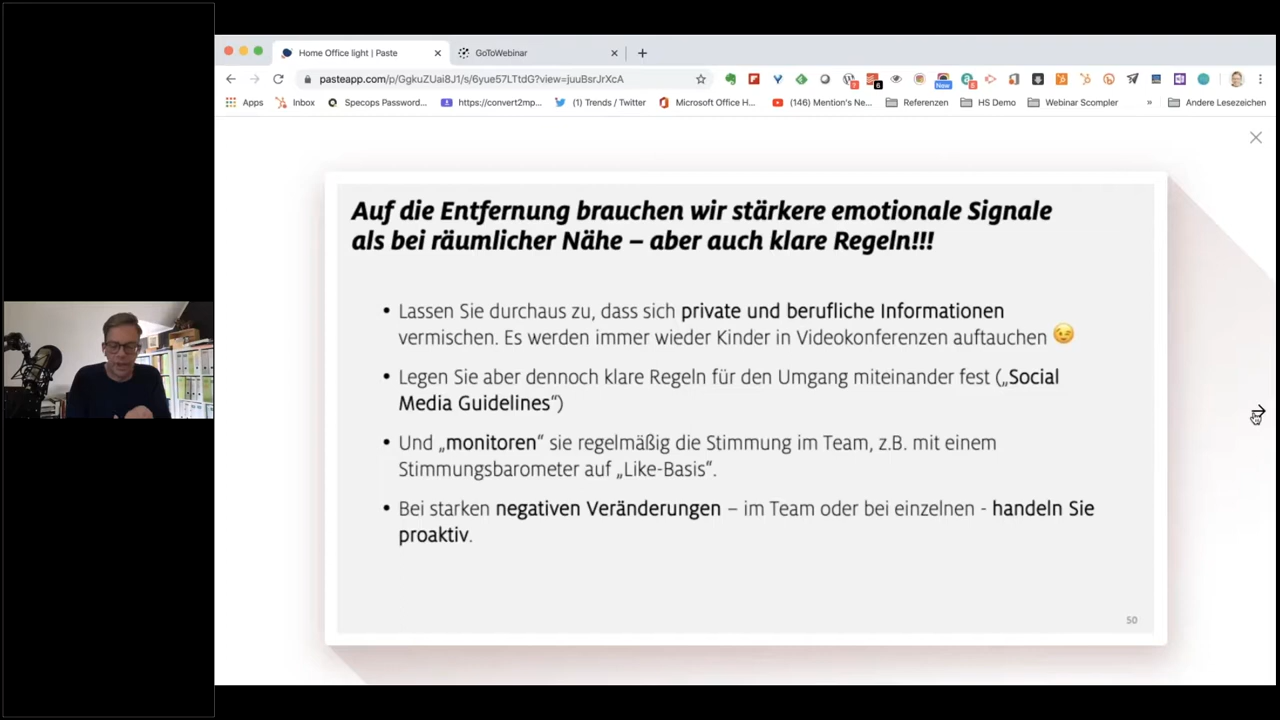 Home Office light | Paste
GoToWebinar
pasteapp.com/p/GgkuZUai8J1/s/6yue57LTtdG?view=juuBsrJrXcA
Apps
Inbox
Specops Password...
https://convert2mp...
(1) Trends / Twitter
Microsoft Office H...
(146) Mention's Ne...
Referenzen
HS Demo
Webinar Scompler
»
Andere Lesezeichen
New
Auf die Entfernung brauchen wir stärkere emotionale Signale
als bei räumlicher Nähe – aber auch klare Regeln!!!
• Lassen Sie durchaus zu, dass sich private und berufliche Informationen
vermischen. Es werden immer wieder Kinder in Videokonferenzen auftauchen 😉
• Legen Sie aber dennoch klare Regeln für den Umgang miteinander fest („Social
Media Guidelines“)
• Und „monitoren“ sie regelmäßig die Stimmung im Team, z.B. mit einem
Stimmungsbarometer auf „Like-Basis“.
• Bei starken negativen Veränderungen – im Team oder bei einzelnen - handeln Sie
proaktiv.
50